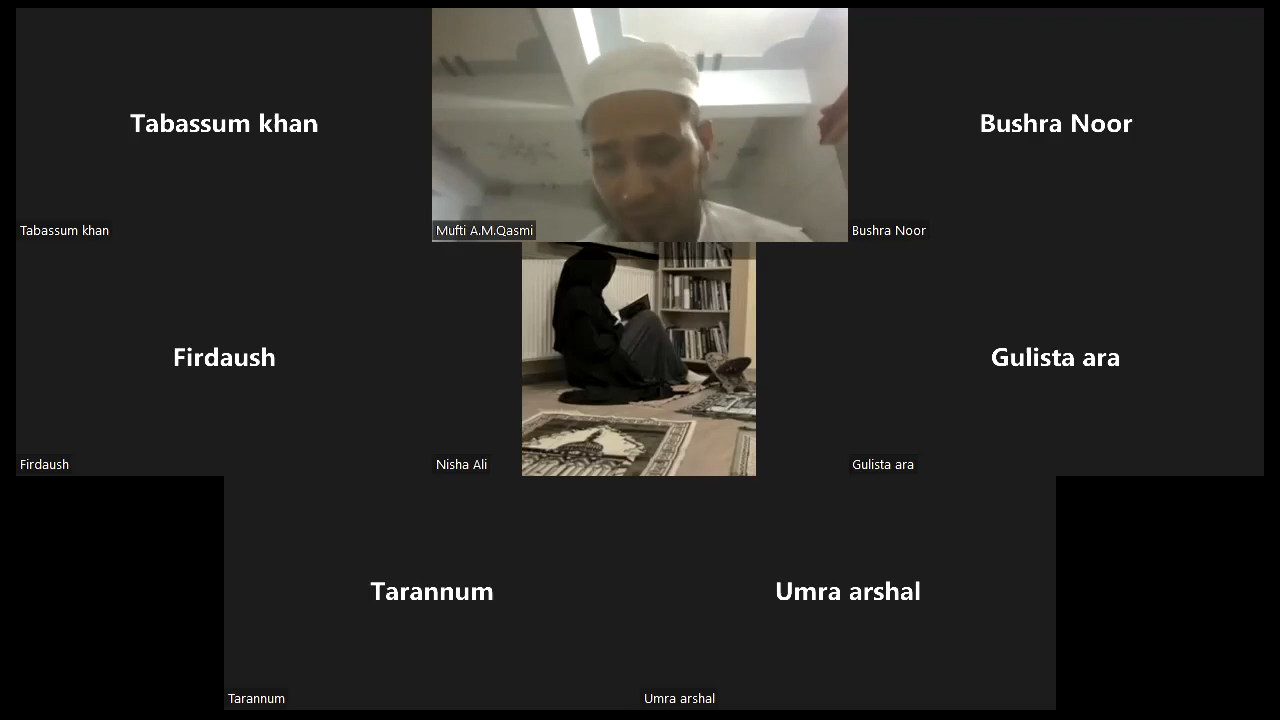 Tabassum khan
Tabassum khan
Mufti A.M.Qasmi
Bushra Noor
Bushra Noor
Firdaush
Firdaush
Nisha Ali
Gulista ara
Gulista ara
Tarannum
Tarannum
Umra arshal
Umra arshal